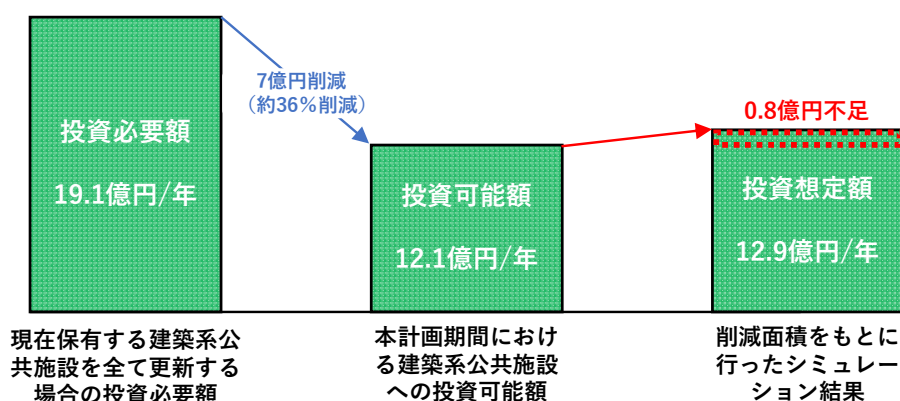 7億円削減
（約36％削減）
0.8億円不足
投資必要額
19.1億円/年
投資可能額
12.1億円/年
投資想定額
12.9億円/年
現在保有する建築系公
共施設を全て更新する
場合の投資必要額
本計画期間におけ
る建築系公共施設
への投資可能額
削減面積をもとに
行ったシミュレー
ション結果